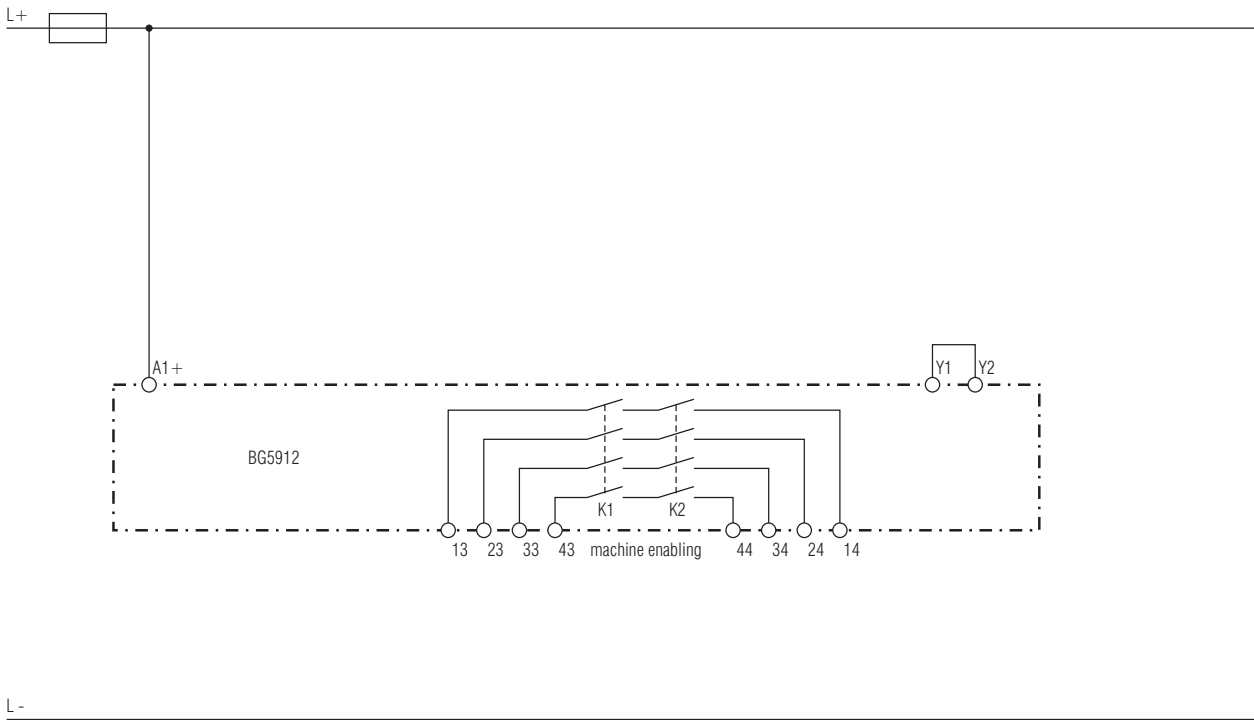 L+
A1+
Y1 Y2
BG5912
K1 K2
13 23 33 43 machine enabling 44 34 24 14
L -